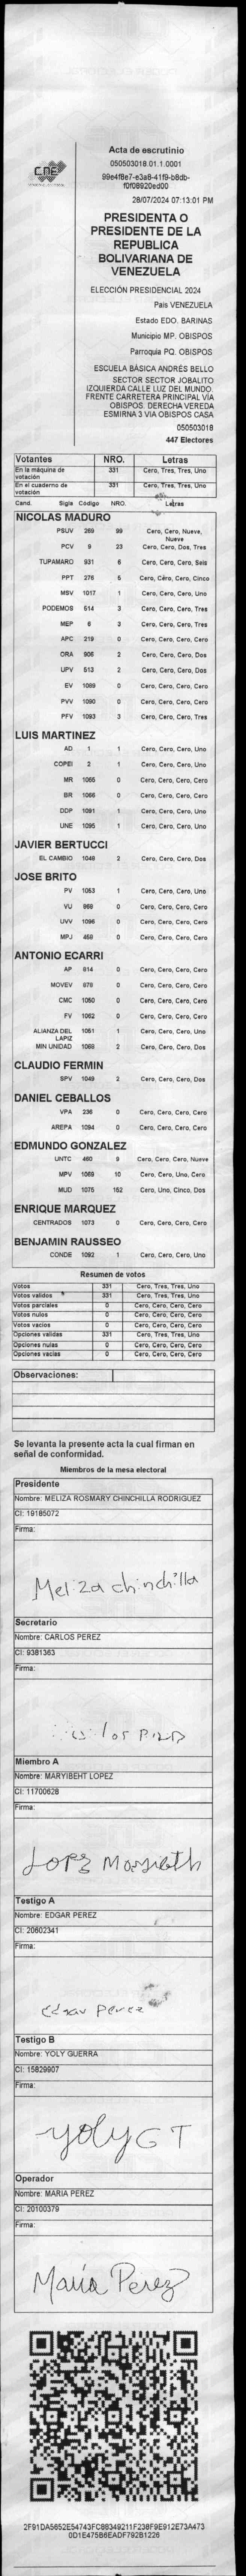 CNE
Acta de escrutinio
050503018.01.1.0001
99e4f8e7-e3a8-41f9-b8db-
f0f08920ed00
28/07/2024 07:13:01 PM
PRESIDENTA O
PRESIDENTE DE LA
REPUBLICA
BOLIVARIANA DE
VENEZUELA
ELECCIÓN PRESIDENCIAL 2024
Pais VENEZUELA
Estado EDO. BARINAS
Municipio MP. OBISPOS
Parroquia PQ. OBISPOS
ESCUELA BÁSICA ANDRÉS BELLO
SECTOR SECTOR JOBALITO
IZQUIERDA CALLE LUZ DEL MUNDO.
FRENTE CARRETERA PRINCIPAL VÍA
OBISPOS. DERECHA VEREDA
ESMIRNA 3 VIA OBISPOS CASA
050503018
447 Electores
Votantes NRO. Letras
En la máquina de votación 331 Cero, Tres, Tres, Uno
En el cuaderno de votación 331 Cero, Tres, Tres, Uno
Cand. Sigla Código NRO. Letras
NICOLAS MADURO
PSUV 269 99 Cero, Cero, Nueve, Nueve
PCV 9 23 Cero, Cero, Dos, Tres
TUPAMARO 931 6 Cero, Cero, Cero, Seis
PPT 276 5 Cero, Cero, Cero, Cinco
MSV 1017 1 Cero, Cero, Cero, Uno
PODEMOS 514 3 Cero, Cero, Cero, Tres
MEP 6 3 Cero, Cero, Cero, Tres
APC 219 0 Cero, Cero, Cero, Cero
ORA 906 2 Cero, Cero, Cero, Dos
UPV 513 2 Cero, Cero, Cero, Dos
EV 1089 0 Cero, Cero, Cero, Cero
PVV 1090 0 Cero, Cero, Cero, Cero
PFV 1093 3 Cero, Cero, Cero, Tres
LUIS MARTINEZ
AD 1 1 Cero, Cero, Cero, Uno
COPEI 2 1 Cero, Cero, Cero, Uno
MR 1055 0 Cero, Cero, Cero, Cero
BR 1066 0 Cero, Cero, Cero, Cero
DDP 1091 1 Cero, Cero, Cero, Uno
UNE 1095 1 Cero, Cero, Cero, Uno
JAVIER BERTUCCI
EL CAMBIO 1048 2 Cero, Cero, Cero, Dos
JOSE BRITO
PV 1053 1 Cero, Cero, Cero, Uno
VU 968 0 Cero, Cero, Cero, Cero
UVV 1096 0 Cero, Cero, Cero, Cero
MPJ 458 0 Cero, Cero, Cero, Cero
ANTONIO ECARRI
AP 814 0 Cero, Cero, Cero, Cero
MOVEV 878 0 Cero, Cero, Cero, Cero
CMC 1050 0 Cero, Cero, Cero, Cero
FV 1062 0 Cero, Cero, Cero, Cero
ALIANZA DEL LAPIZ 1051 1 Cero, Cero, Cero, Uno
MIN UNIDAD 1069 2 Cero, Cero, Cero, Dos
CLAUDIO FERMIN
SPV 1049 2 Cero, Cero, Cero, Dos
DANIEL CEBALLOS
VPA 236 0 Cero, Cero, Cero, Cero
AREPA 1094 0 Cero, Cero, Cero, Cero
EDMUNDO GONZALEZ
UNTC 460 9 Cero, Cero, Cero, Nueve
MPV 1069 10 Cero, Cero, Uno, Cero
MUD 1075 152 Cero, Uno, Cinco, Dos
ENRIQUE MARQUEZ
CENTRADOS 1073 0 Cero, Cero, Cero, Cero
BENJAMIN RAUSSEO
CONDE 1092 1 Cero, Cero, Cero, Uno
Resumen de votos
Votos 331 Cero, Tres, Tres, Uno
Votos validos 331 Cero, Tres, Tres, Uno
Votos parciales 0 Cero, Cero, Cero, Cero
Votos nulos 0 Cero, Cero, Cero, Cero
Votos vacios 0 Cero, Cero, Cero, Cero
Opciones validas 331 Cero, Tres, Tres, Uno
Opciones nulas 0 Cero, Cero, Cero, Cero
Opciones vacias 0 Cero, Cero, Cero, Cero
Observaciones:
Se levanta la presente acta la cual firman en
señal de conformidad.
Miembros de la mesa electoral
Presidente
Nombre: MELIZA ROSMARY CHINCHILLA RODRIGUEZ
CI: 19185072
Firma:
Meliza chinchilla
Secretario
Nombre: CARLOS PEREZ
CI: 9381363
Firma:
Miembro A
Nombre: MARYIBEHT LOPEZ
CI: 11700628
Firma:
Lopez
Testigo A
Nombre: EDGAR PEREZ
CI: 20602341
Firma:
Edgar Perez
Testigo B
Nombre: YOLY GUERRA
CI: 15829907
Firma:
yoly G T
Operador
Nombre: MARIA PEREZ
CI: 20100379
Firma:
María Perez
2F91DA5652E54743FC88349211F238F9E912E73A473
0D1E475B6EADF792B1226